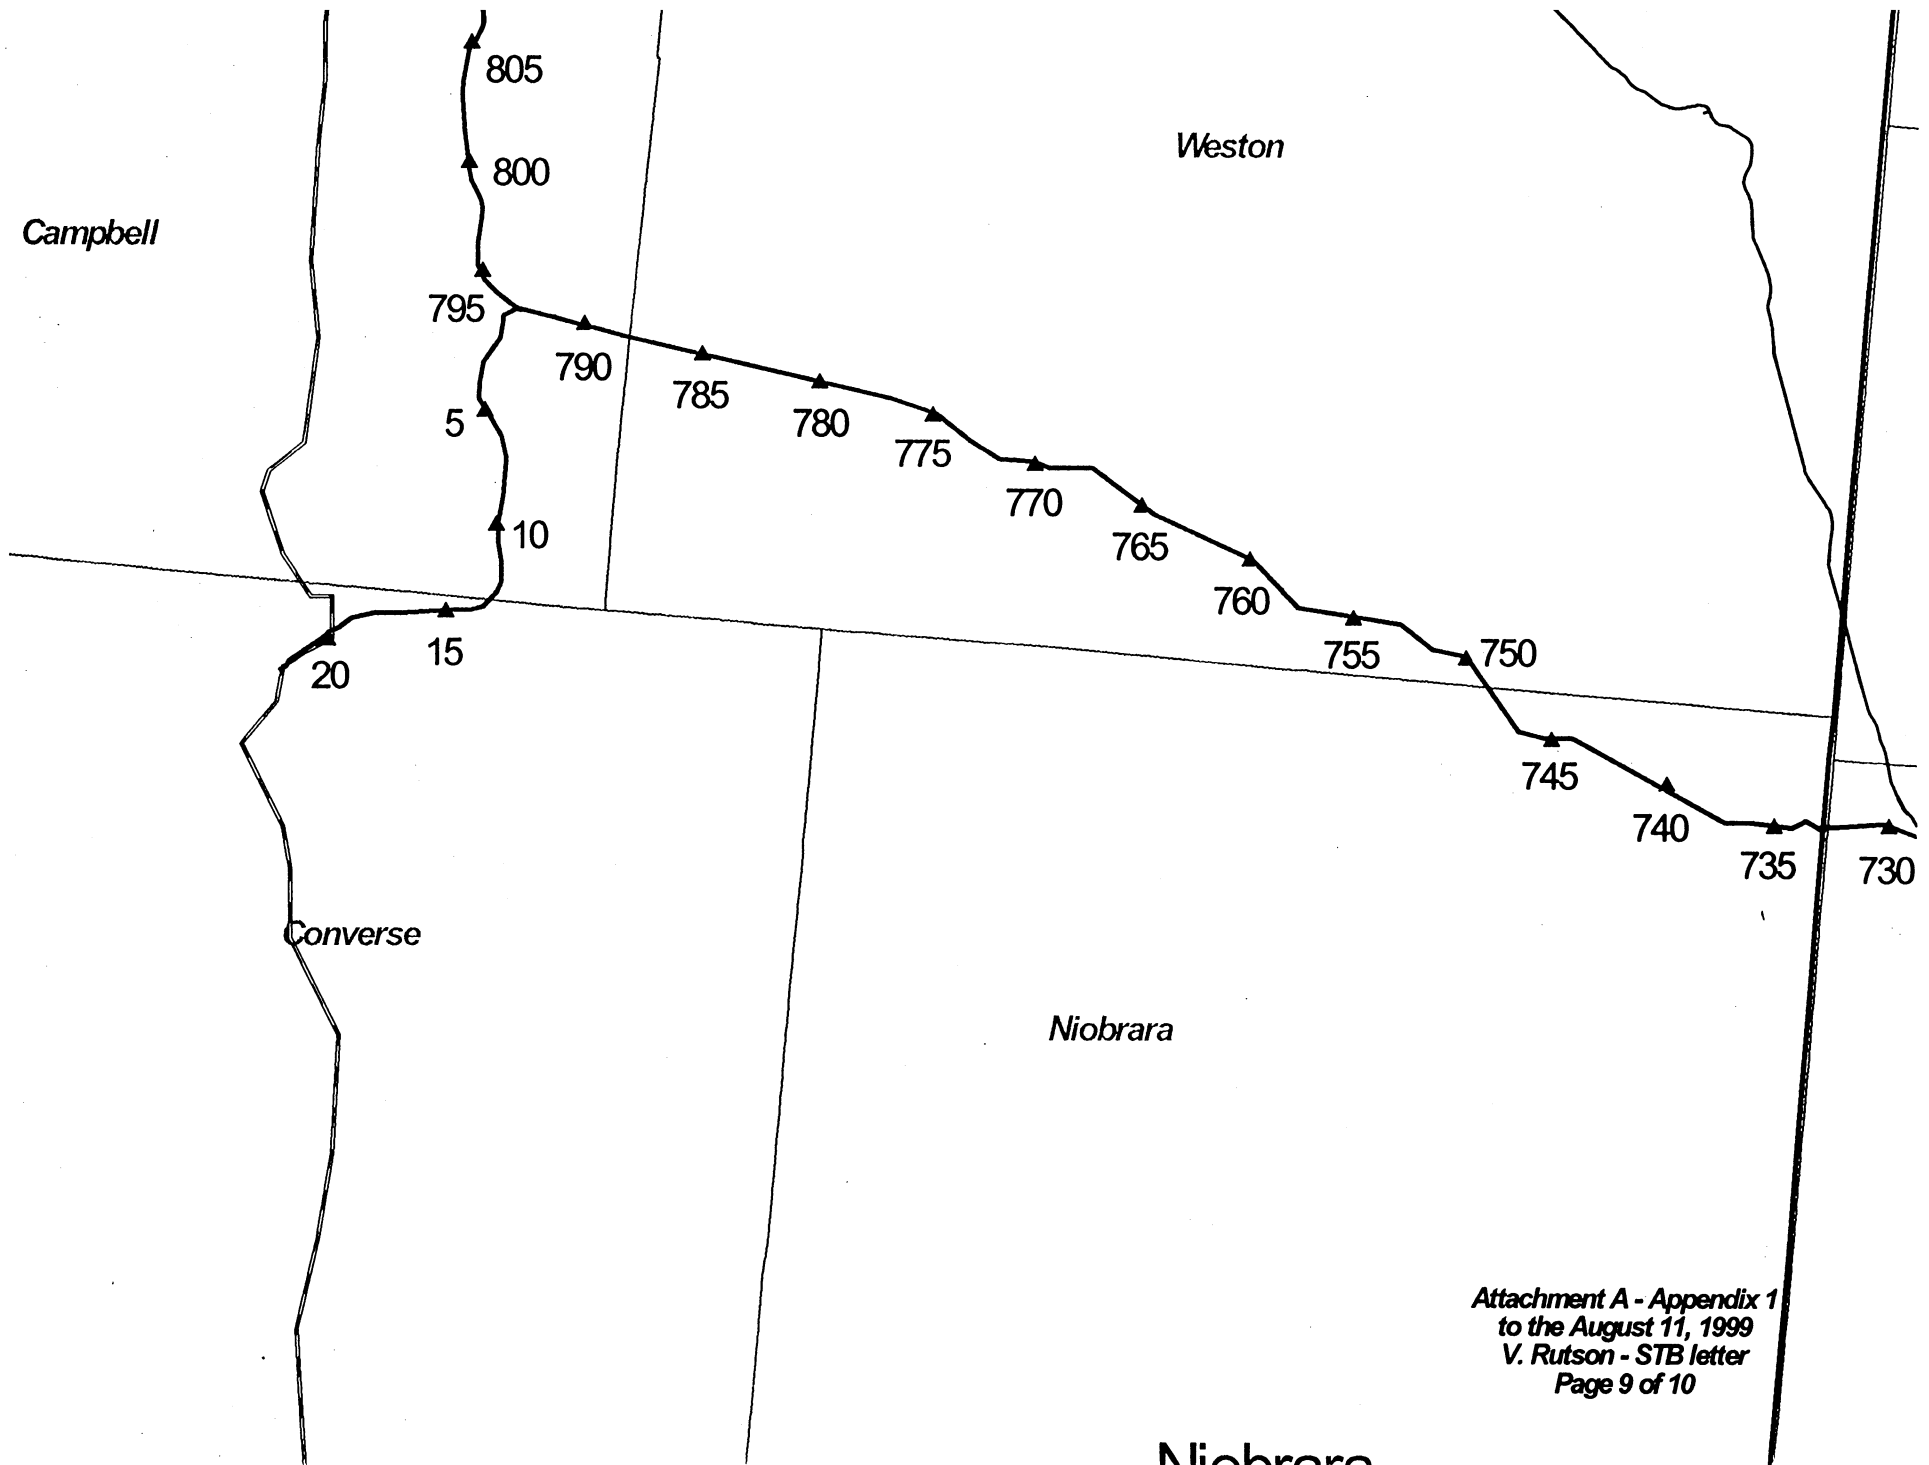 805
Weston
800
Campbell
795
790
785
5
780
775
770
10
765
760
15
755
750
20
745
740
735
730
Converse
Niobrara
Attachment A - Appendix 1
to the August 11, 1999
V. Rutson - STB letter
Page 9 of 10
Niobrara